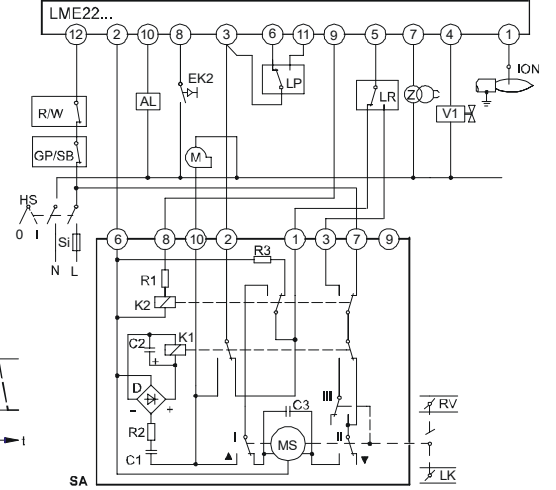 LME22...
12 2 10 8 3 6 11 9 5 7 4 1
ION
EK2
LP
LR
AL
Z
V1
R/W
M
GP/SB
HS
0 I
Si
N L
6 8 10 2 1 3 7 9
R3
R1
K2
K1
C2
+
D
- +
III
C3
RV
R2
I
MS
II
t
C1
LK
SA